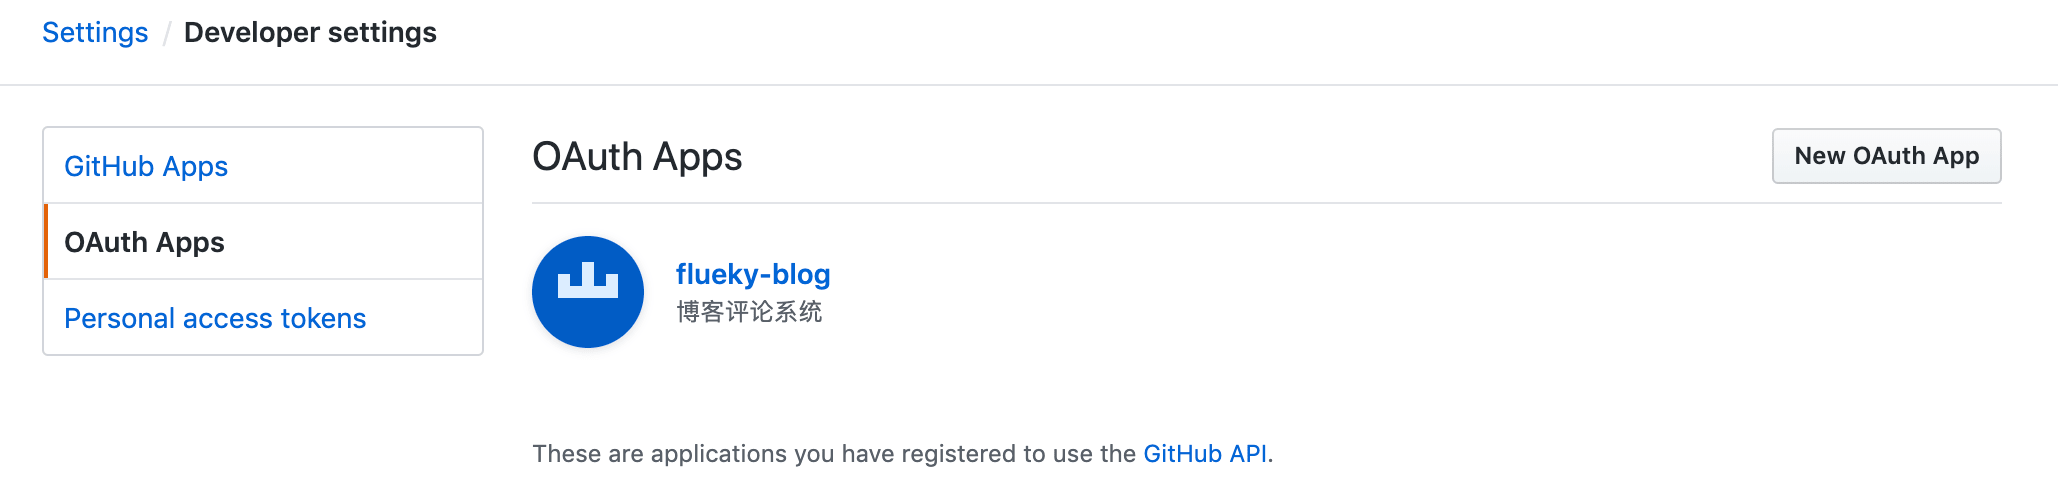 Settings / Developer settings
GitHub Apps
OAuth Apps
Personal access tokens
OAuth Apps
New OAuth App
flueky-blog
博客评论系统
These are applications you have registered to use the GitHub API.